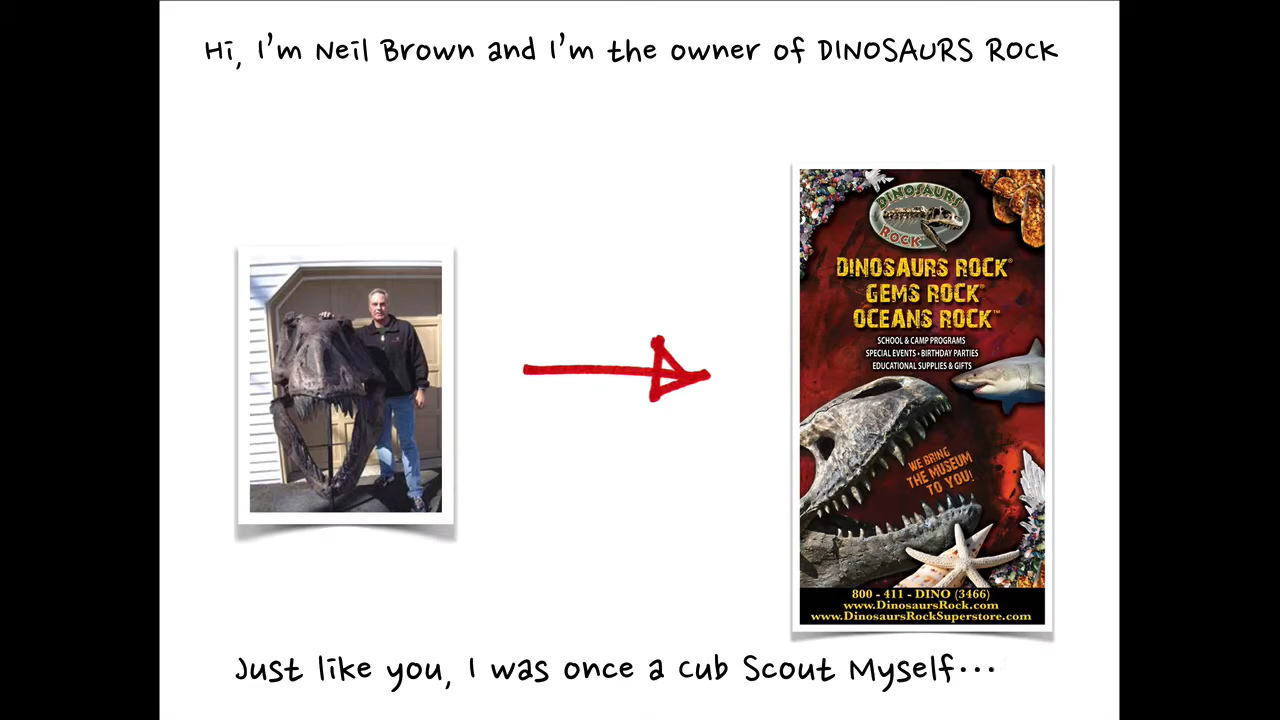 Hi, I'm Neil Brown and I'm the owner of DINOSAURS ROCK
DINOSAURS
ROCK
DINOSAURS ROCK®
GEMS ROCK®
OCEANS ROCK™
SCHOOL & CAMP PROGRAMS
SPECIAL EVENTS • BIRTHDAY PARTIES
EDUCATIONAL SUPPLIES & GIFTS
WE BRING
THE MUSEUM
TO YOU!
800 - 411 - DINO (3466)
www.DinosaursRock.com
www.DinosaursRockSuperstore.com
Just like you, I was once a cub Scout Myself...